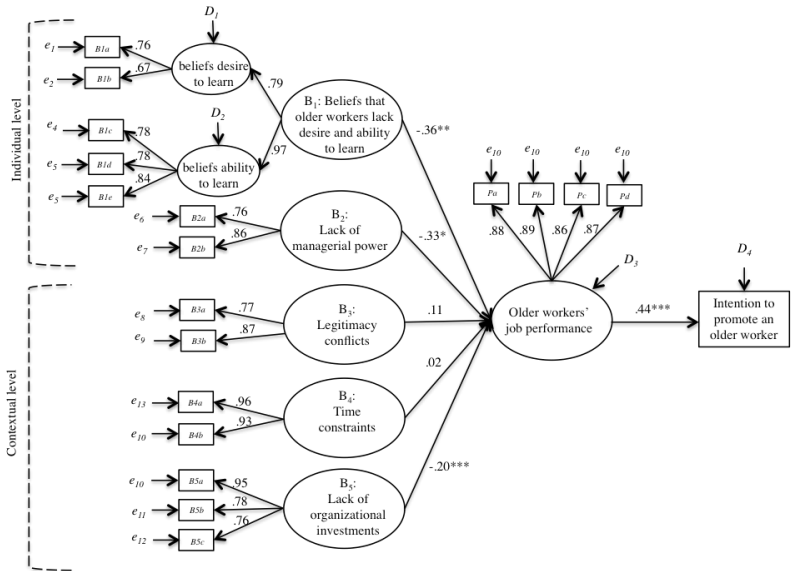 Individual level
Contextual level
D1
e1
B1a
.76
e2
B1b
.67
beliefs desire
to learn
.79
D2
e4
B1c
.78
e5
B1d
.78
e5
B1e
.84
beliefs ability
to learn
.97
B1: Beliefs that
older workers lack
desire and ability
to learn
-.36**
e6
B2a
.76
e7
B2b
.86
B2:
Lack of
managerial power
-.33*
e8
B3a
.77
e9
B3b
.87
B3:
Legitimacy
conflicts
.11
e13
B4a
.96
e10
B4b
.93
B4:
Time
constraints
.02
e10
B5a
.95
e11
B5b
.78
e12
B5c
.76
B5:
Lack of
organizational
investments
-.20***
e10 e10 e10 e10
Pa Pb Pc Pd
.88 .89 .86 .87
D3
Older workers’
job performance
.44***
D4
Intention to
promote an
older worker